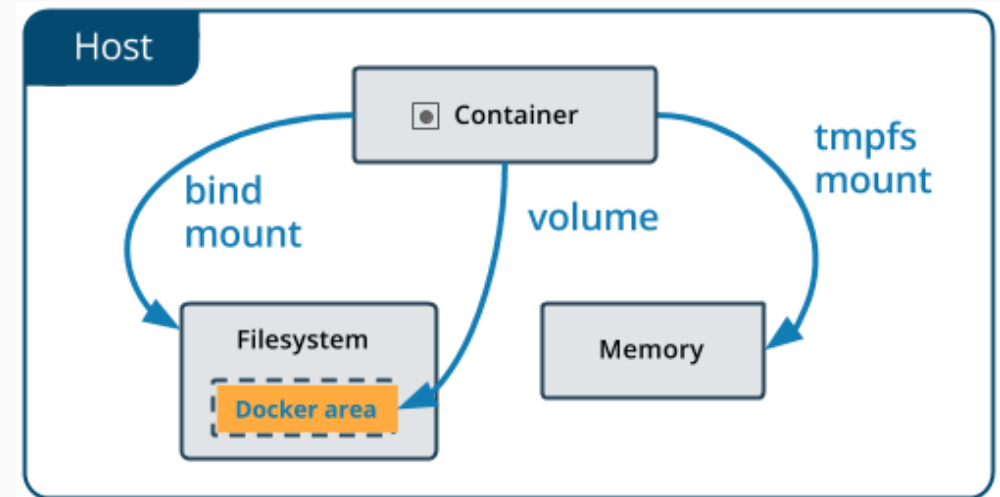 Host
Container
tmpfs
mount
bind
mount
volume
Filesystem
Memory
Docker area